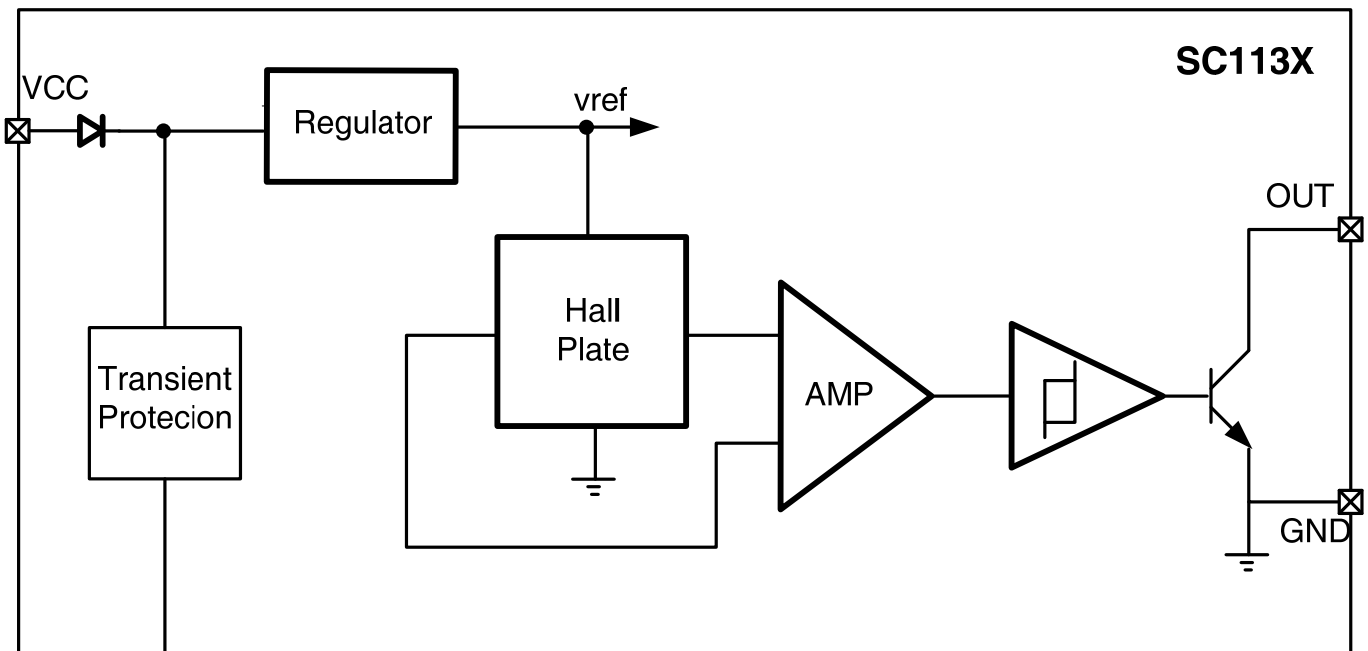 SC113X
VCC
Regulator
vref
OUT
Hall
Plate
Transient
Protecion
AMP
GND